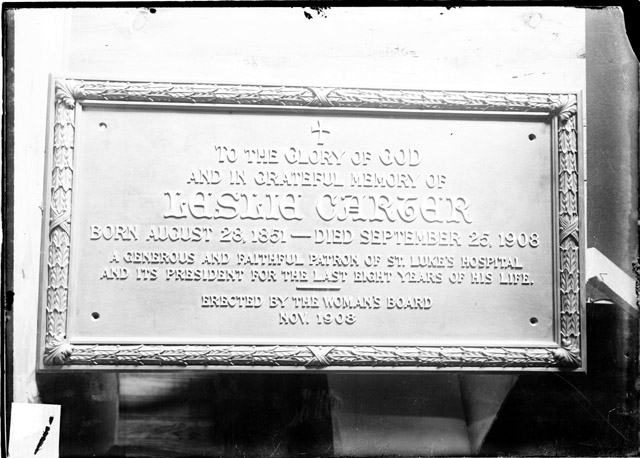 TO THE GLORY OF GOD
AND IN GRATEFUL MEMORY OF
LESLIE CARTER
BORN AUGUST 28, 1851 — DIED SEPTEMBER 25, 1908
A GENEROUS AND FAITHFUL PATRON OF ST. LUKE'S HOSPITAL
AND ITS PRESIDENT FOR THE LAST EIGHT YEARS OF HIS LIFE.
ERECTED BY THE WOMAN'S BOARD
NOV. 1908